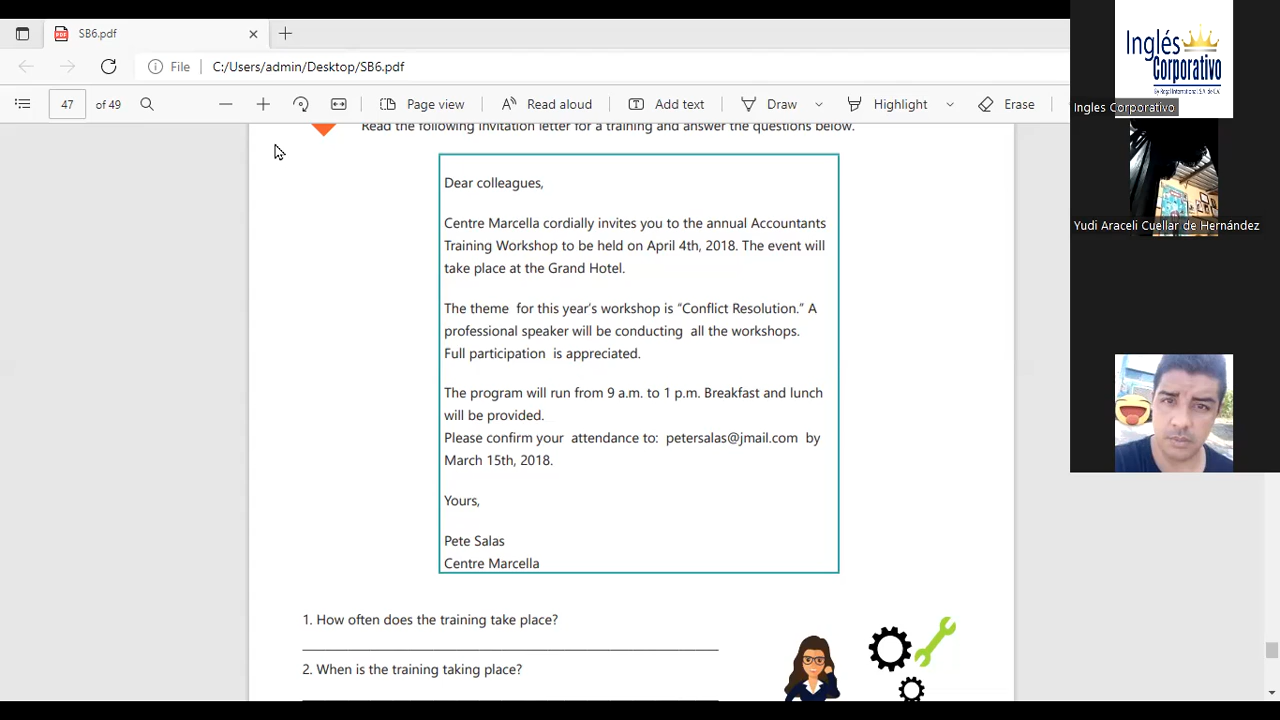 SB6.pdf
File
C:/Users/admin/Desktop/SB6.pdf
47 of 49
Page view
Read aloud
Add text
Draw
Highlight
Erase
Inglés
Corporativo
Ingles Corporativo
Yudi Araceli Cuellar de Hernández
Read the following invitation letter for a training and answer the questions below.
Dear colleagues,
Centre Marcella cordially invites you to the annual Accountants
Training Workshop to be held on April 4th, 2018. The event will
take place at the Grand Hotel.
The theme for this year's workshop is “Conflict Resolution.” A
professional speaker will be conducting all the workshops.
Full participation is appreciated.
The program will run from 9 a.m. to 1 p.m. Breakfast and lunch
will be provided.
Please confirm your attendance to: petersalas@jmail.com by
March 15th, 2018.
Yours,
Pete Salas
Centre Marcella
1. How often does the training take place?
2. When is the training taking place?